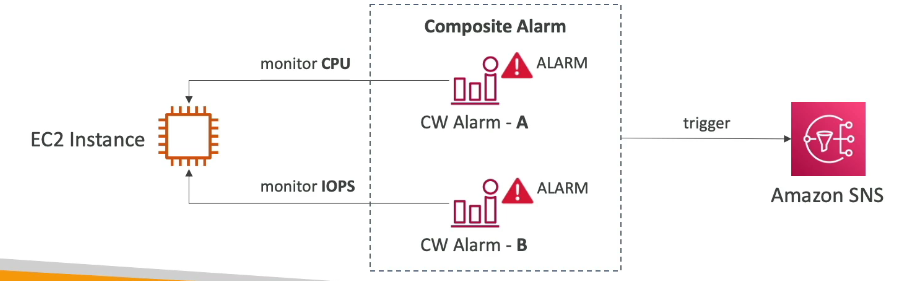 Composite Alarm
monitor CPU
ALARM
CW Alarm - A
EC2 Instance
trigger
monitor IOPS
ALARM
CW Alarm - B
Amazon SNS